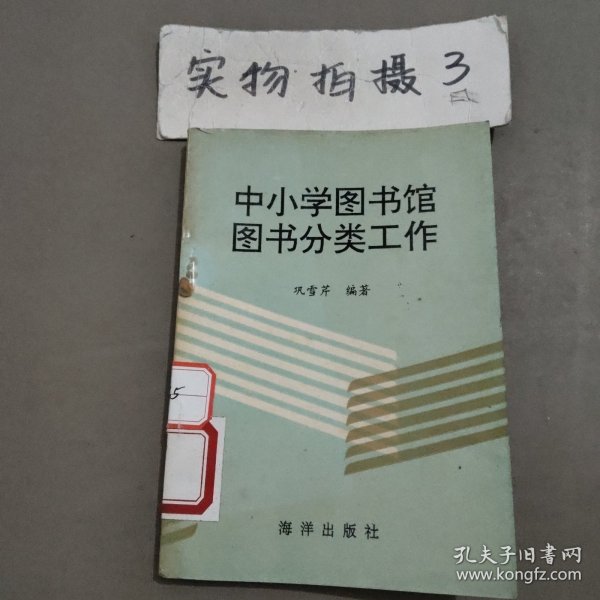 实物拍摄3
中小学图书馆
图书分类工作
巩雪芹 编著
5
海洋出版社
孔夫子旧书网
www.kongfz.com